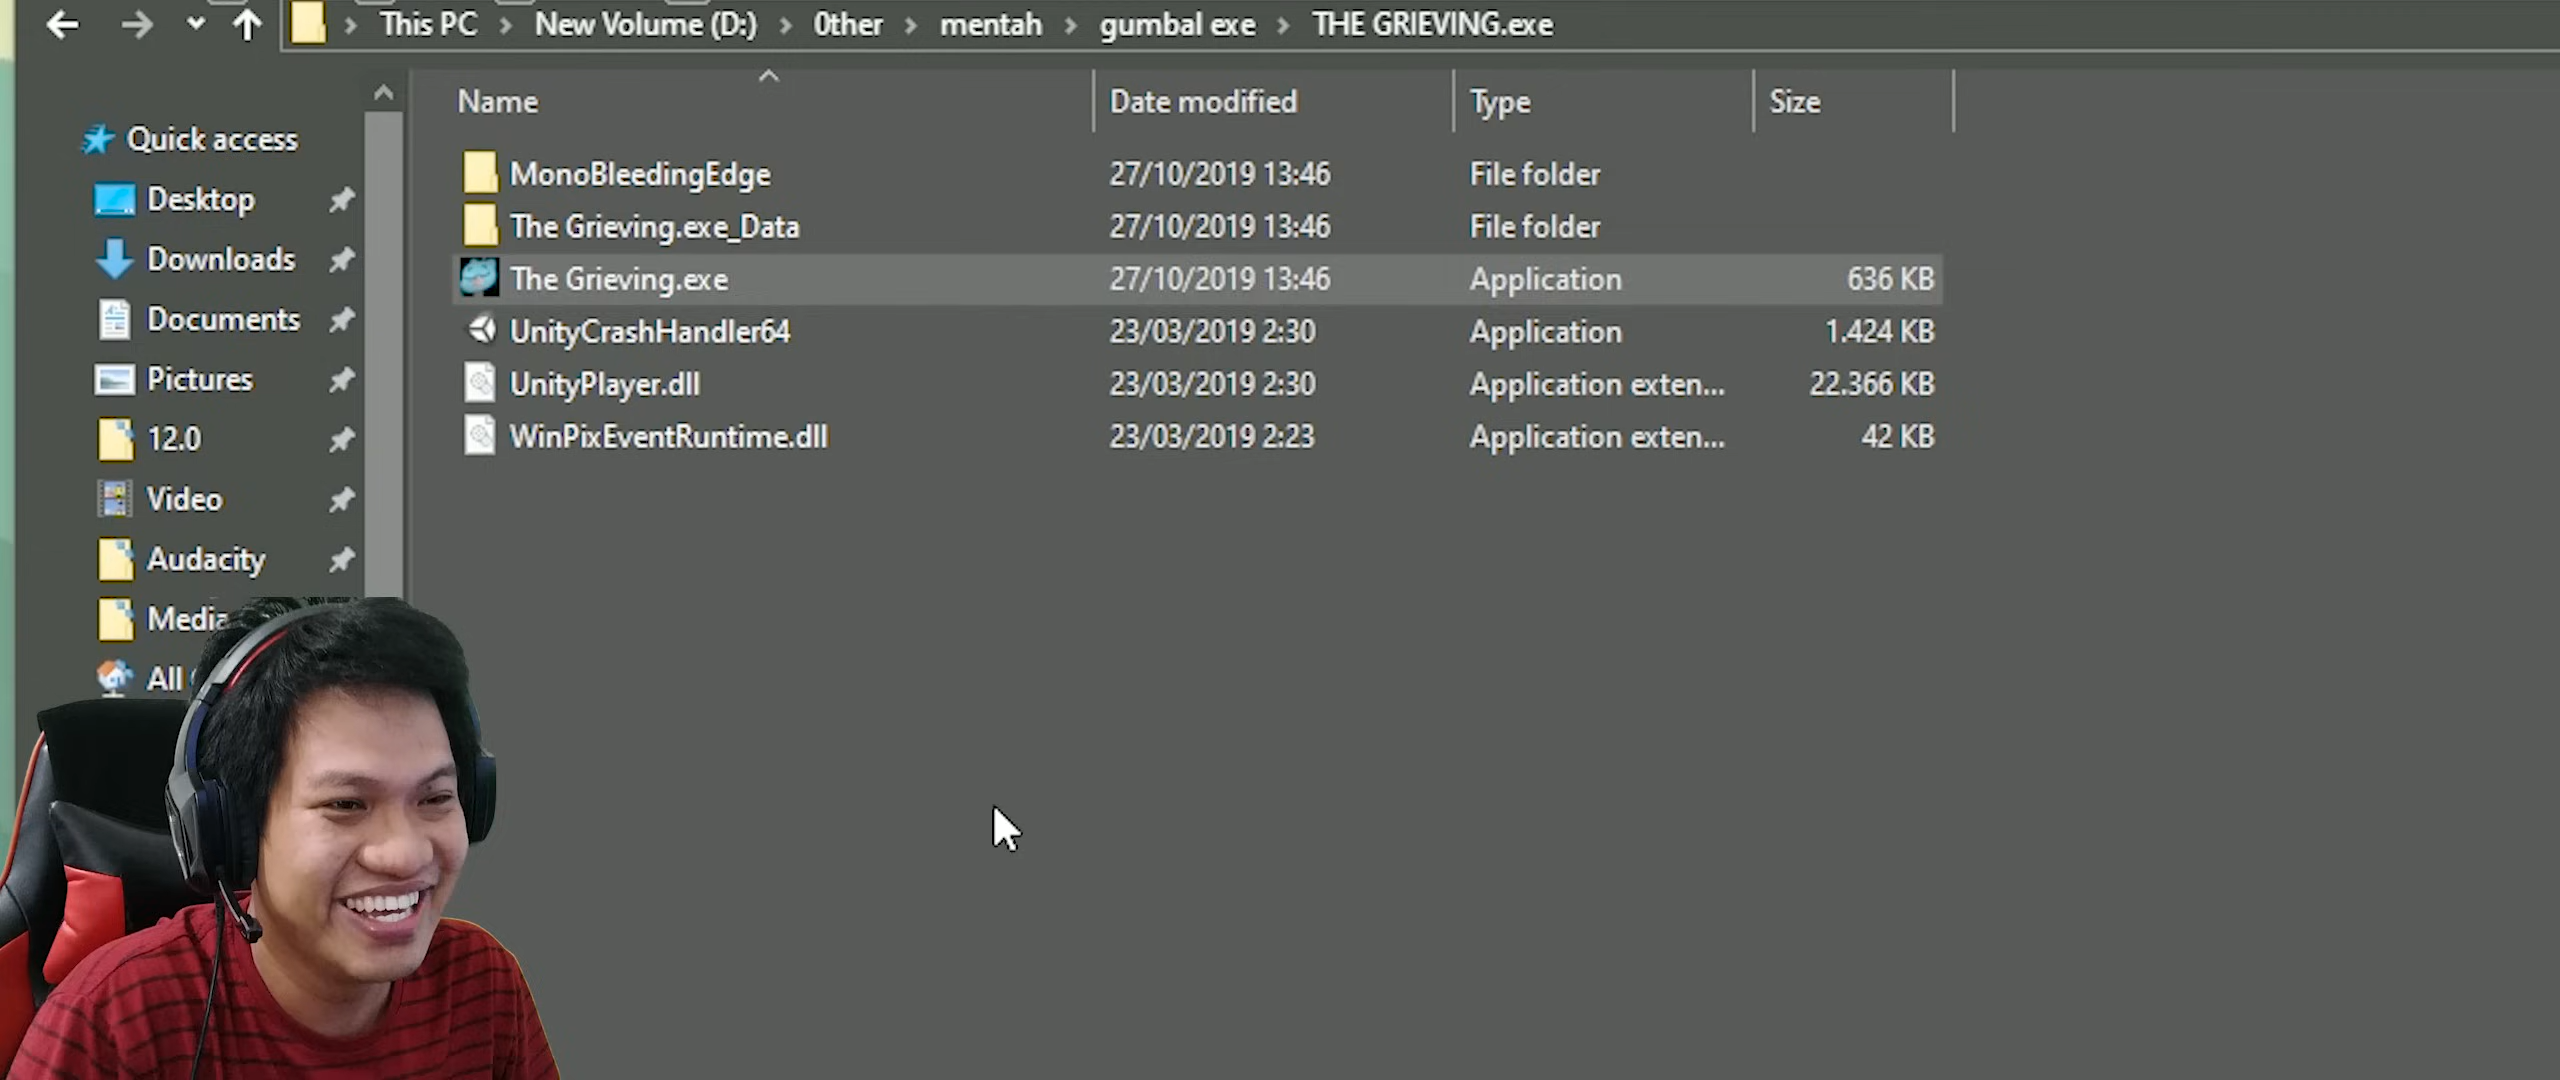 This PC > New Volume (D:) > 0ther > mentah > gumbal exe > THE GRIEVING.exe
Name Date modified Type Size
Quick access
Desktop
Downloads
Documents
Pictures
12.0
Video
Audacity
Media
All
MonoBleedingEdge 27/10/2019 13:46 File folder
The Grieving.exe_Data 27/10/2019 13:46 File folder
The Grieving.exe 27/10/2019 13:46 Application 636 KB
UnityCrashHandler64 23/03/2019 2:30 Application 1.424 KB
UnityPlayer.dll 23/03/2019 2:30 Application exten... 22.366 KB
WinPixEventRuntime.dll 23/03/2019 2:23 Application exten... 42 KB